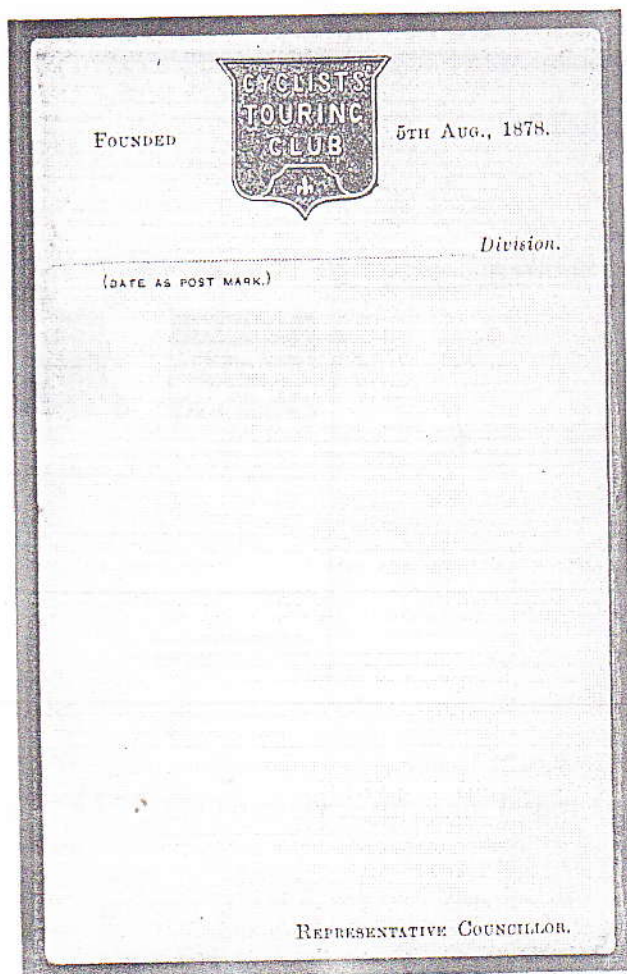 CYCLISTS'
TOURING
CLUB
FOUNDED 5TH AUG., 1878.
Division.
(DATE AS POST MARK.)
REPRESENTATIVE COUNCILLOR.